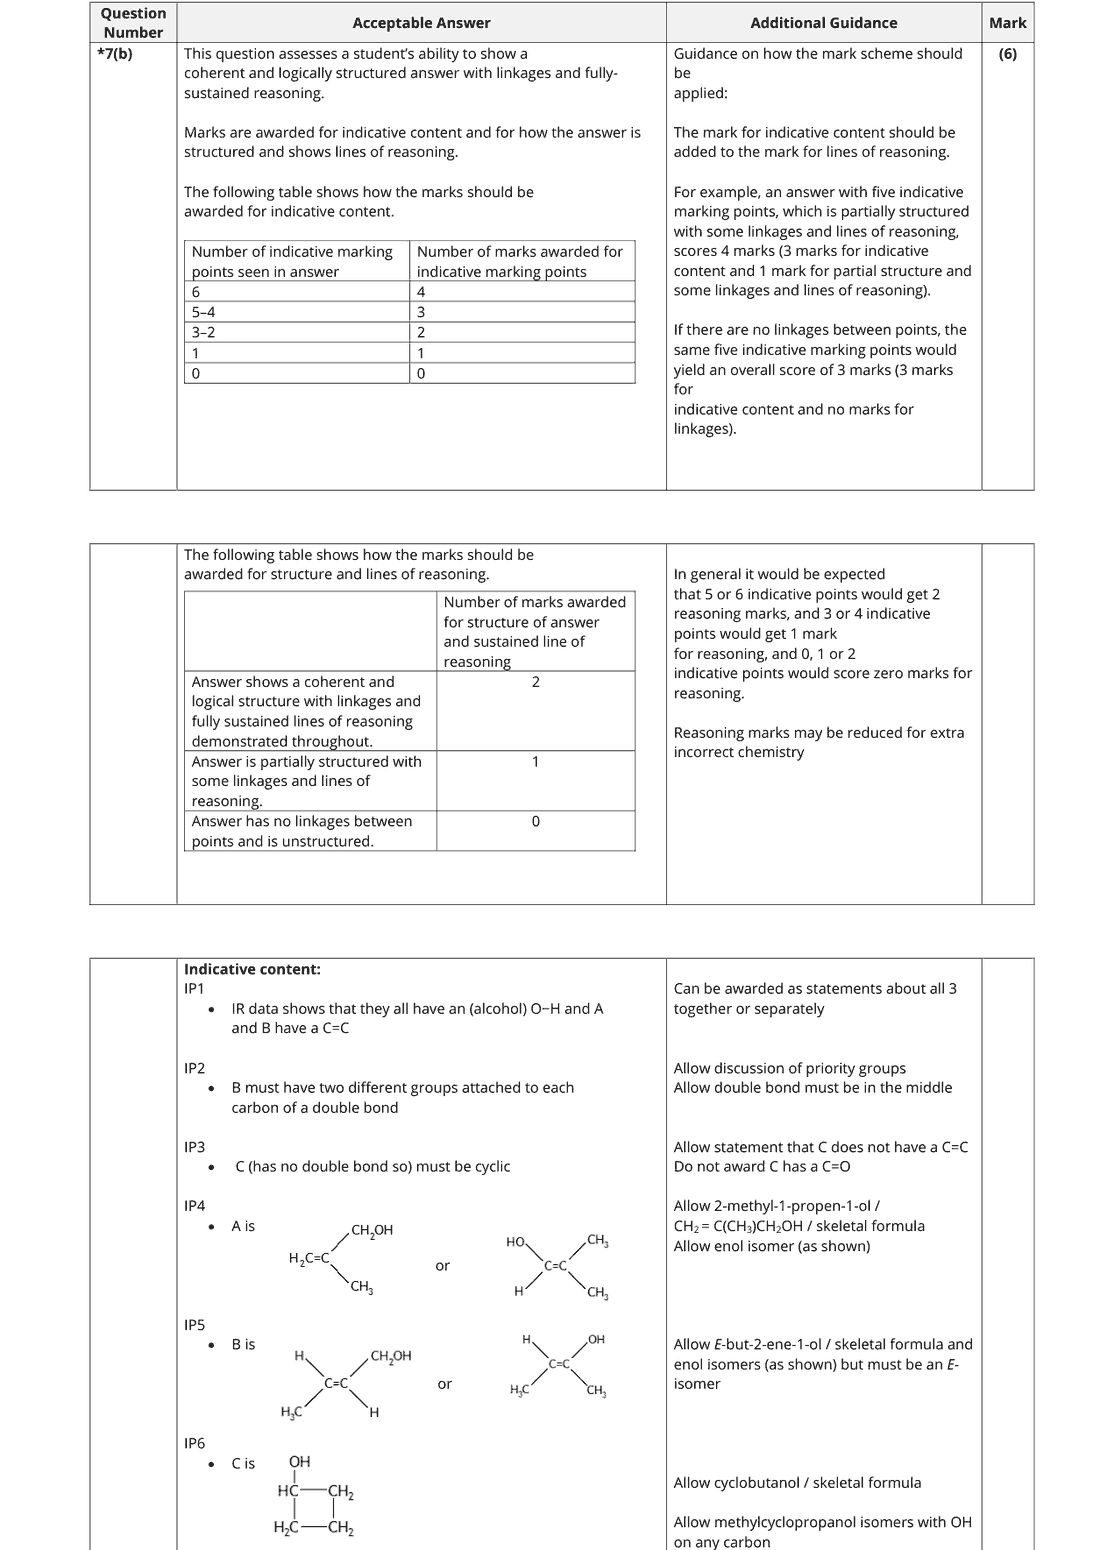 Question Number
Acceptable Answer
Additional Guidance
Mark
*7(b)
This question assesses a student’s ability to show a
coherent and logically structured answer with linkages and fully-
sustained reasoning.
Marks are awarded for indicative content and for how the answer is
structured and shows lines of reasoning.
The following table shows how the marks should be
awarded for indicative content.
Number of indicative marking
points seen in answer
Number of marks awarded for
indicative marking points
6 4
5–4 3
3–2 2
1 1
0 0
Guidance on how the mark scheme should
be
applied:
The mark for indicative content should be
added to the mark for lines of reasoning.
For example, an answer with five indicative
marking points, which is partially structured
with some linkages and lines of reasoning,
scores 4 marks (3 marks for indicative
content and 1 mark for partial structure and
some linkages and lines of reasoning).
If there are no linkages between points, the
same five indicative marking points would
yield an overall score of 3 marks (3 marks
for
indicative content and no marks for
linkages).
(6)
The following table shows how the marks should be
awarded for structure and lines of reasoning.
Number of marks awarded
for structure of answer
and sustained line of
reasoning
Answer shows a coherent and
logical structure with linkages and
fully sustained lines of reasoning
demonstrated throughout.
2
Answer is partially structured with
some linkages and lines of
reasoning.
1
Answer has no linkages between
points and is unstructured.
0
In general it would be expected
that 5 or 6 indicative points would get 2
reasoning marks, and 3 or 4 indicative
points would get 1 mark
for reasoning, and 0, 1 or 2
indicative points would score zero marks for
reasoning.
Reasoning marks may be reduced for extra
incorrect chemistry
Indicative content:
IP1
• IR data shows that they all have an (alcohol) O−H and A
and B have a C=C
Can be awarded as statements about all 3
together or separately
IP2
• B must have two different groups attached to each
carbon of a double bond
Allow discussion of priority groups
Allow double bond must be in the middle
IP3
• C (has no double bond so) must be cyclic
Allow statement that C does not have a C=C
Do not award C has a C=O
IP4
• A is
CH₂OH
H₂C=C
CH₃
or
HO CH₃
C=C
H CH₃
Allow 2-methyl-1-propen-1-ol /
CH₂ = C(CH₃)CH₂OH / skeletal formula
Allow enol isomer (as shown)
IP5
• B is
H CH₂OH
C=C
H₃C H
or
H OH
C=C
H₃C CH₃
Allow E-but-2-ene-1-ol / skeletal formula and
enol isomers (as shown) but must be an E-
isomer
IP6
• C is
OH
HC CH₂
H₂C CH₂
Allow cyclobutanol / skeletal formula
Allow methylcyclopropanol isomers with OH
on any carbon